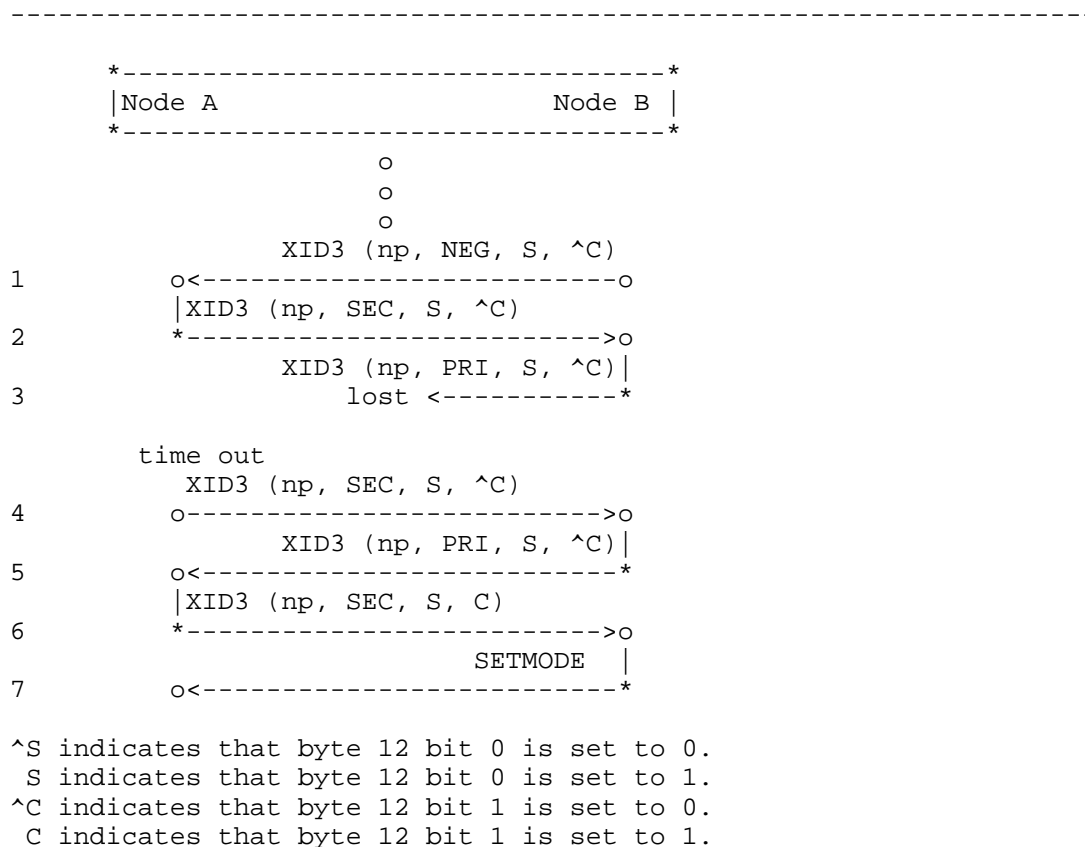 --------------------------------------------------------------------

      *----------------------------------*
      |Node A                     Node B |
      *----------------------------------*
                       o
                       o
                       o
                 XID3 (np, NEG, S, ^C)
1         o<--------------------------o
          |XID3 (np, SEC, S, ^C)
2         *-------------------------->o
                 XID3 (np, PRI, S, ^C)|
3                    lost <-----------*

        time out
           XID3 (np, SEC, S, ^C)
4         o-------------------------->o
                 XID3 (np, PRI, S, ^C)|
5         o<--------------------------*
          |XID3 (np, SEC, S, C)
6         *-------------------------->o
                             SETMODE  |
7         o<--------------------------*

^S indicates that byte 12 bit 0 is set to 0.
 S indicates that byte 12 bit 0 is set to 1.
^C indicates that byte 12 bit 1 is set to 0.
 C indicates that byte 12 bit 1 is set to 1.